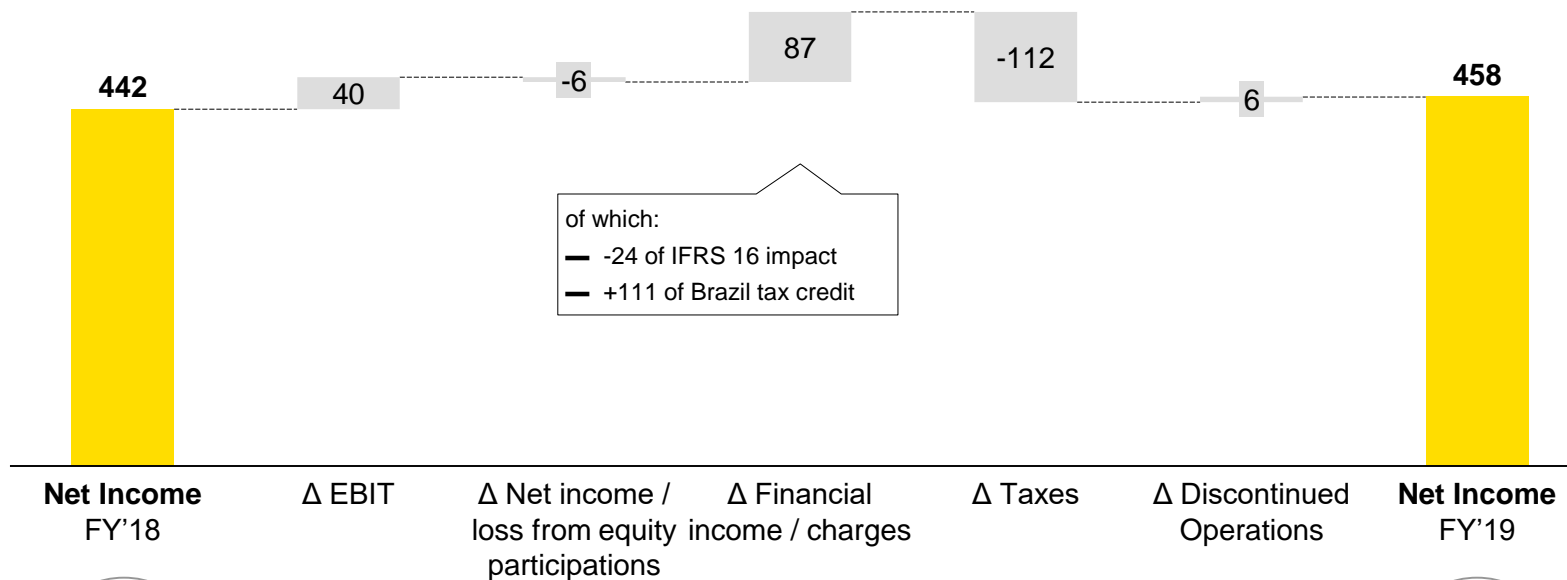 87
-112
442
40
-6
6
458
of which:
-24 of IFRS 16 impact
+111 of Brazil tax credit
Net Income
FY’18
Δ EBIT
Δ Net income /
loss from equity
participations
Δ Financial
income / charges
Δ Taxes
Δ Discontinued
Operations
Net Income
FY’19